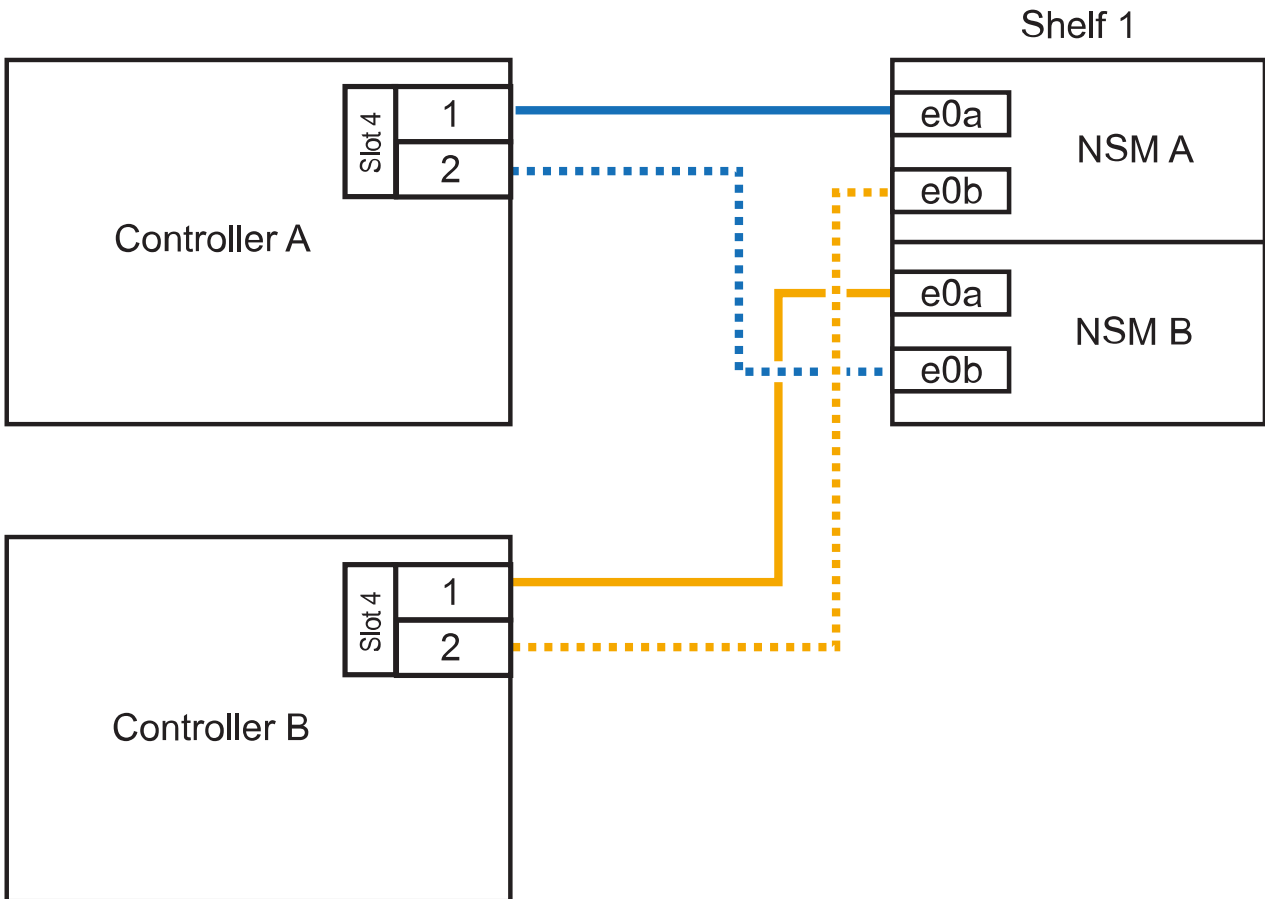 Shelf 1
Controller A
Slot 4
1
2
e0a
e0b
NSM A
e0a
e0b
NSM B
Controller B
Slot 4
1
2